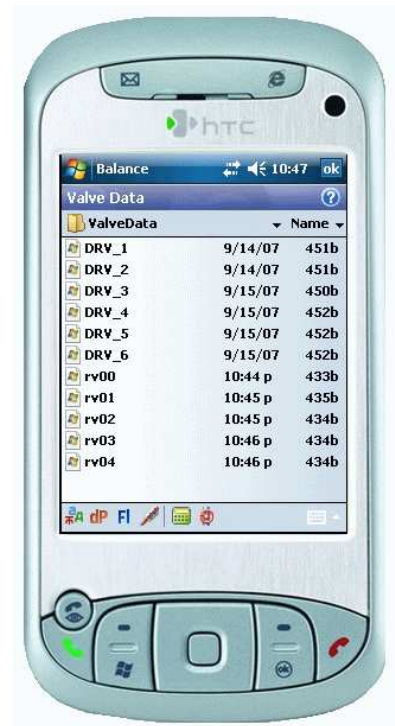 htc
Balance 10:47 ok
Valve Data ?
ValveData Name
DRV_1 9/14/07 451b
DRV_2 9/14/07 451b
DRV_3 9/15/07 450b
DRV_4 9/15/07 452b
DRV_5 9/15/07 452b
DRV_6 9/15/07 452b
rv00 10:44 p 433b
rv01 10:45 p 435b
rv02 10:45 p 434b
rv03 10:46 p 434b
rv04 10:46 p 434b
dP Fl
ok